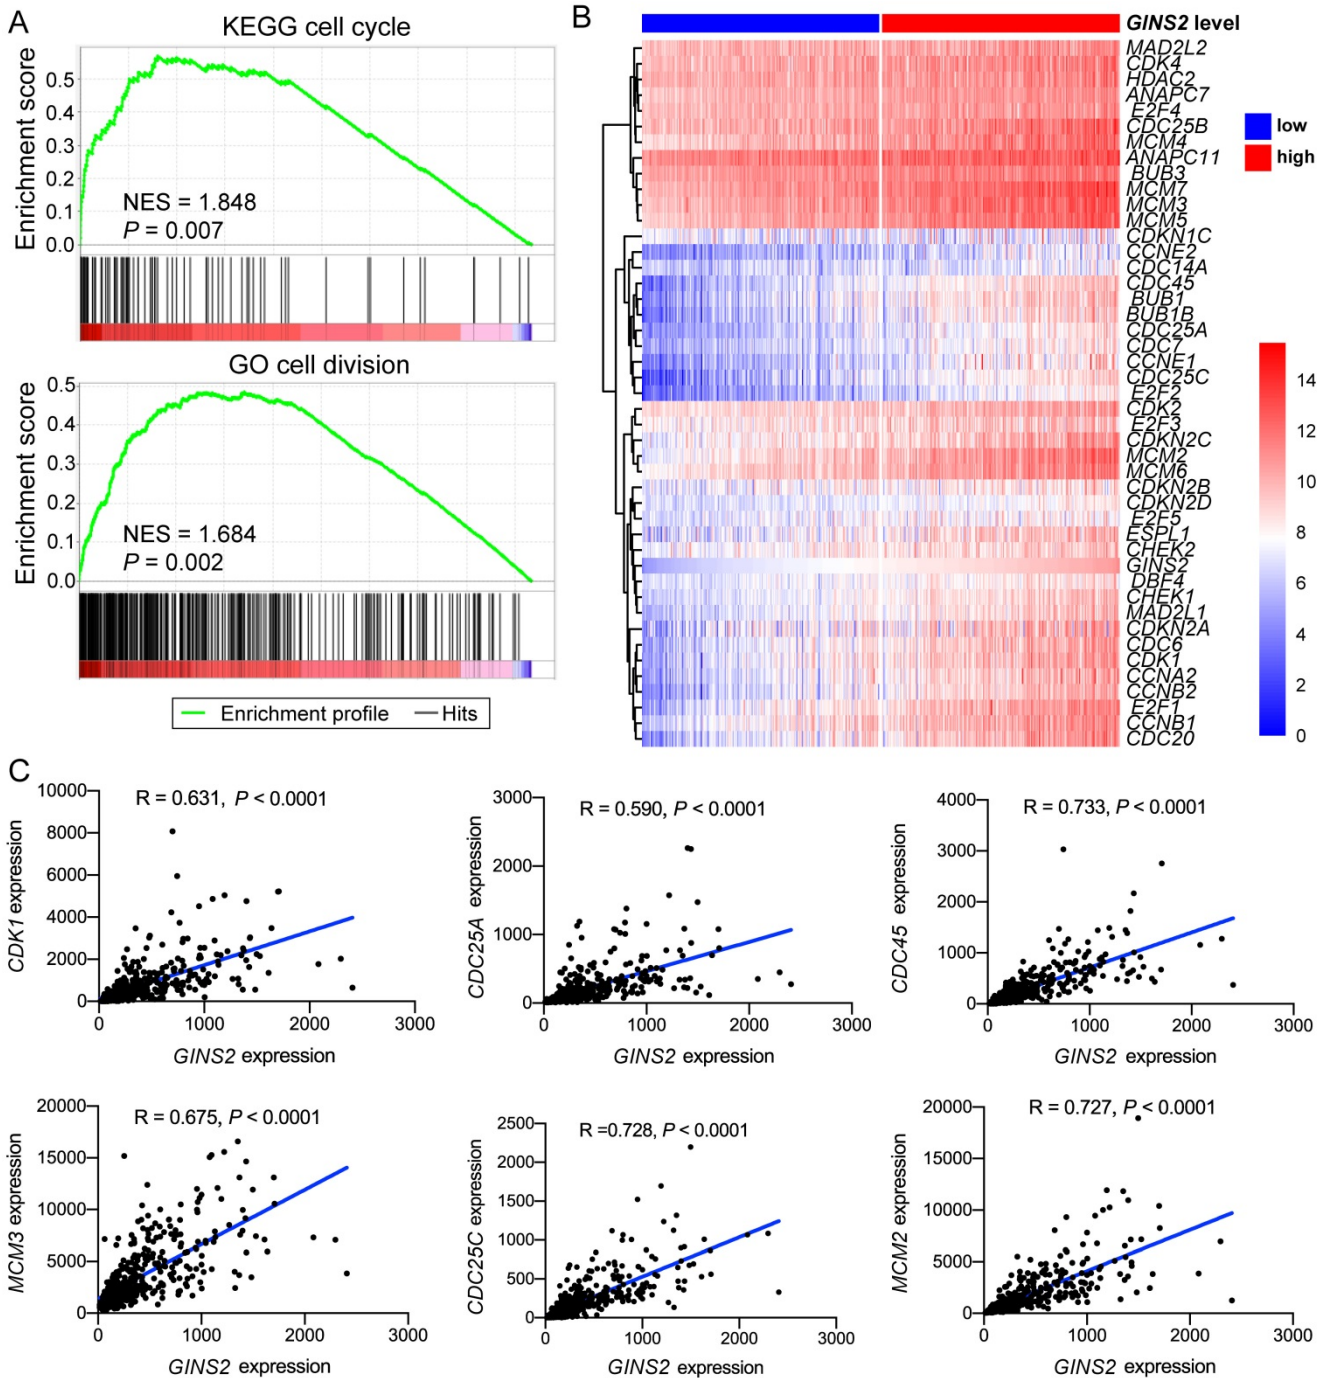 A
KEGG cell cycle
Enrichment score
0.5
0.4
0.3
0.2
0.1
0.0
NES = 1.848
P = 0.007
GO cell division
Enrichment score
0.5
0.4
0.3
0.2
0.1
0.0
NES = 1.684
P = 0.002
Enrichment profile
Hits
B
GINS2 level
low
high
MAD2L2
CDK4
HDAC2
ANAPC7
E2F4
CDC25B
MCM4
ANAPC11
BUB3
MCM7
MCM3
MCM5
CDKN1C
CCNE2
CDC14A
CDC45
BUB1
BUB1B
CDC25A
CDC7
CCNE1
CDC25C
E2F2
CDK2
E2F3
CDKN2C
MCM2
MCM6
CDKN2B
CDKN2D
E2F5
ESPL1
CHEK2
GINS2
DBF4
CHEK1
MAD2L1
CDKN2A
CDC6
CDK1
CCNA2
CCNB2
E2F1
CCNB1
CDC20
14
12
10
8
6
4
2
0
C
R = 0.631, P < 0.0001
CDK1 expression
10000
8000
6000
4000
2000
0
0 1000 2000 3000
GINS2 expression
R = 0.590, P < 0.0001
CDC25A expression
3000
2000
1000
0
0 1000 2000 3000
GINS2 expression
R = 0.733, P < 0.0001
CDC45 expression
4000
3000
2000
1000
0
0 1000 2000 3000
GINS2 expression
R = 0.675, P < 0.0001
MCM3 expression
20000
15000
10000
5000
0
0 1000 2000 3000
GINS2 expression
R =0.728, P < 0.0001
CDC25C expression
2500
2000
1500
1000
500
0
0 1000 2000 3000
GINS2 expression
R = 0.727, P < 0.0001
MCM2 expression
20000
15000
10000
5000
0
0 1000 2000 3000
GINS2 expression